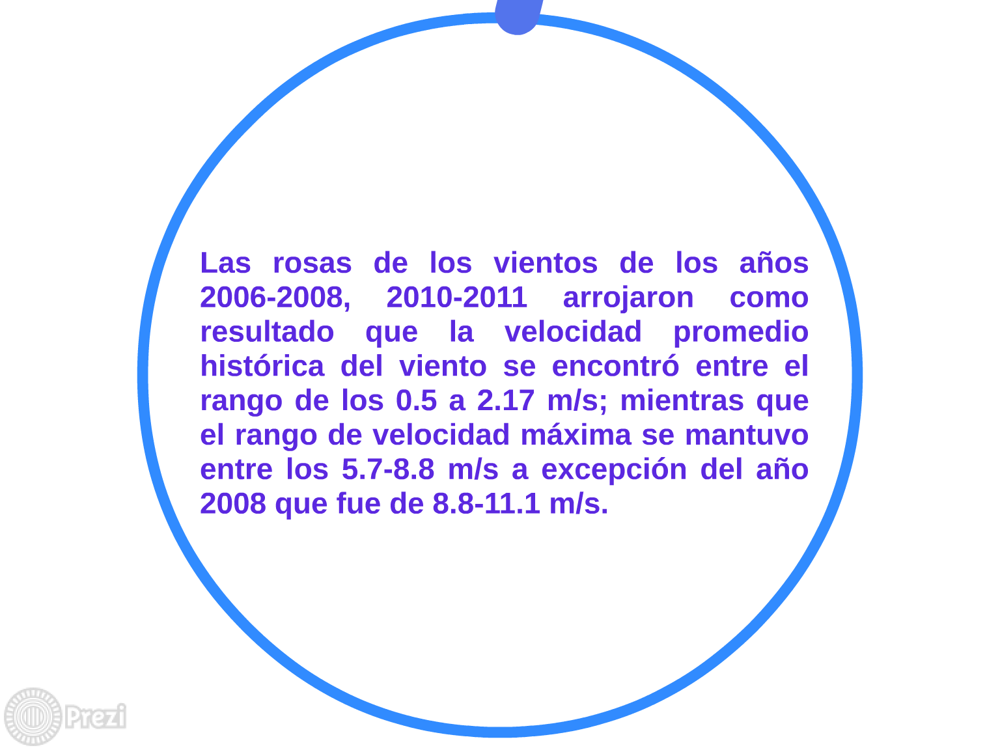 Las rosas de los vientos de los años
2006-2008, 2010-2011 arrojaron como
resultado que la velocidad promedio
histórica del viento se encontró entre el
rango de los 0.5 a 2.17 m/s; mientras que
el rango de velocidad máxima se mantuvo
entre los 5.7-8.8 m/s a excepción del año
2008 que fue de 8.8-11.1 m/s.
Prezi